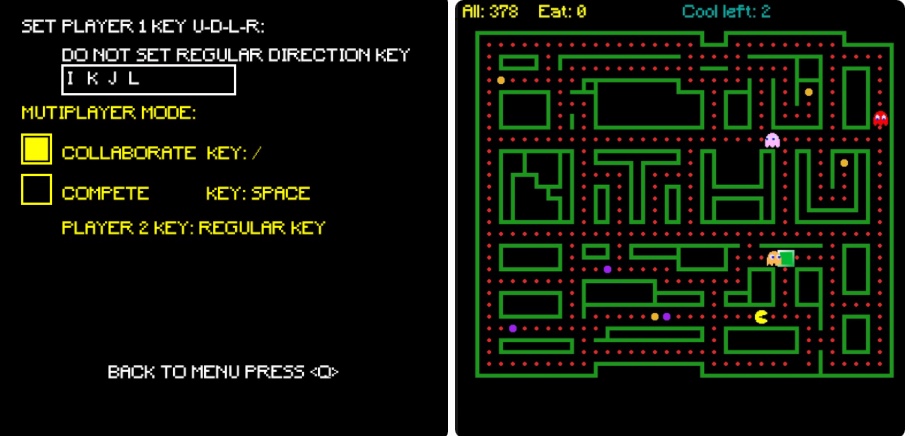 SET PLAYER 1 KEY U-D-L-R:
DO NOT SET REGULAR DIRECTION KEY
I K J L
MUTIPLAYER MODE:
COLLABORATE KEY: /
COMPETE KEY: SPACE
PLAYER 2 KEY: REGULAR KEY
BACK TO MENU PRESS <Q>
All: 378 Eat: 0 Cool left: 2